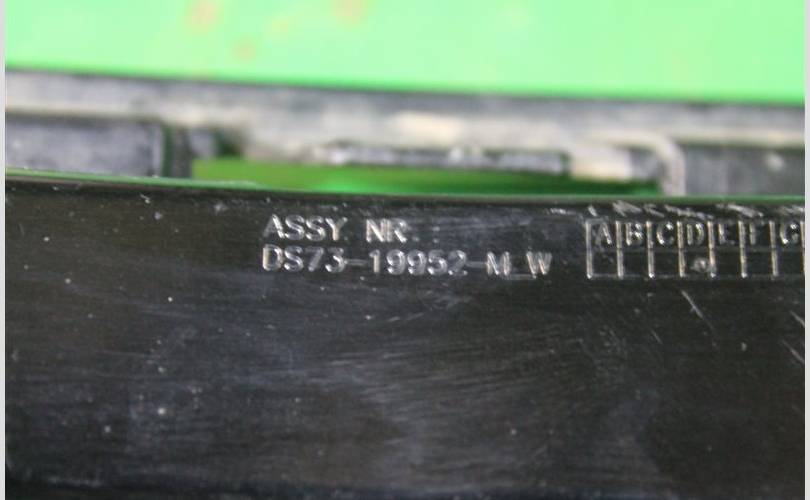 ASSY NR.
DS73-19952-M_W
A B C D E F G